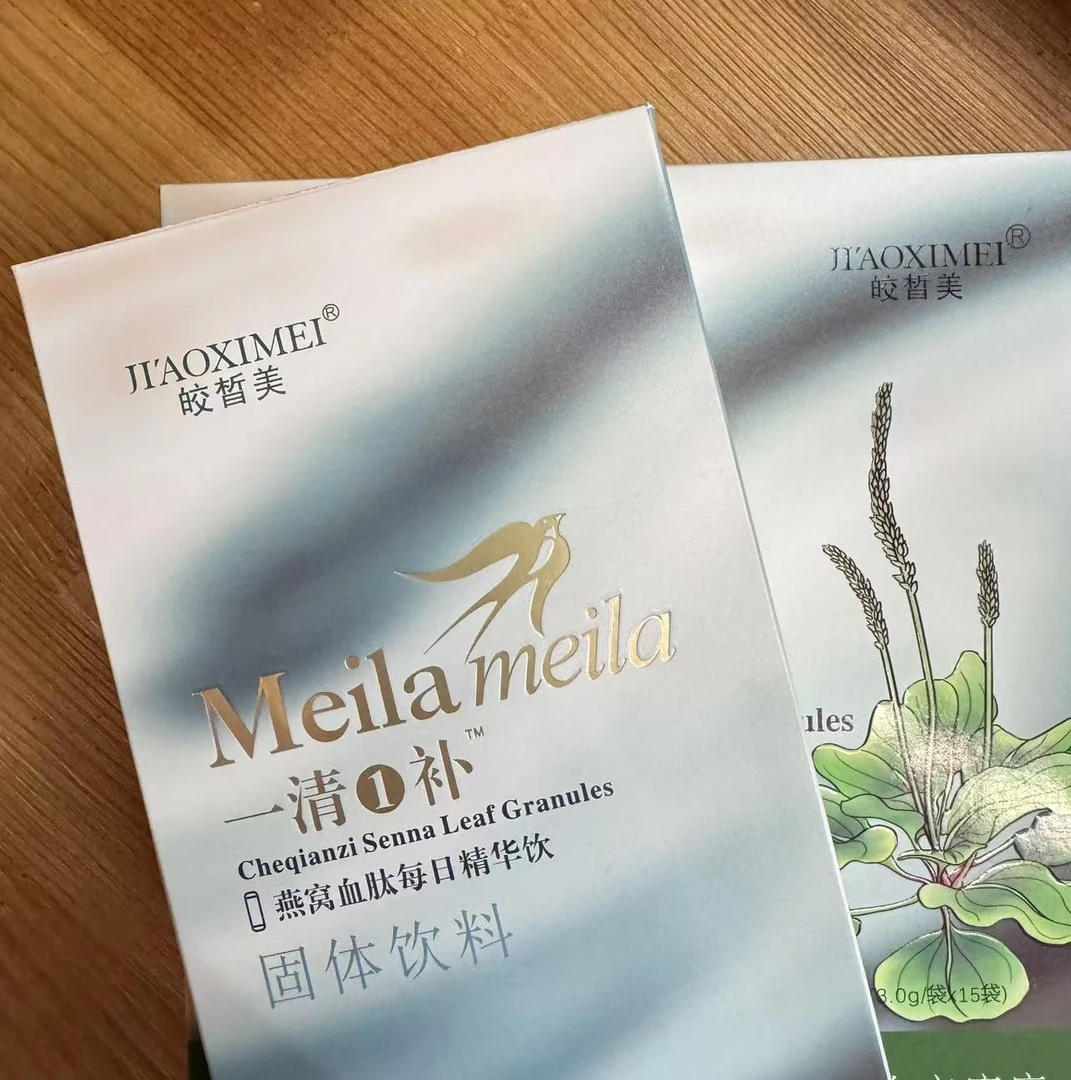 JI'AOXIMEI®
皎皙美
Meila meila
一清1补™
Cheqianzi Senna Leaf Granules
燕窝血肽每日精华饮
固体饮料
JI'AOXIMEI®
皎皙美
ules
3.0g/袋x15袋)